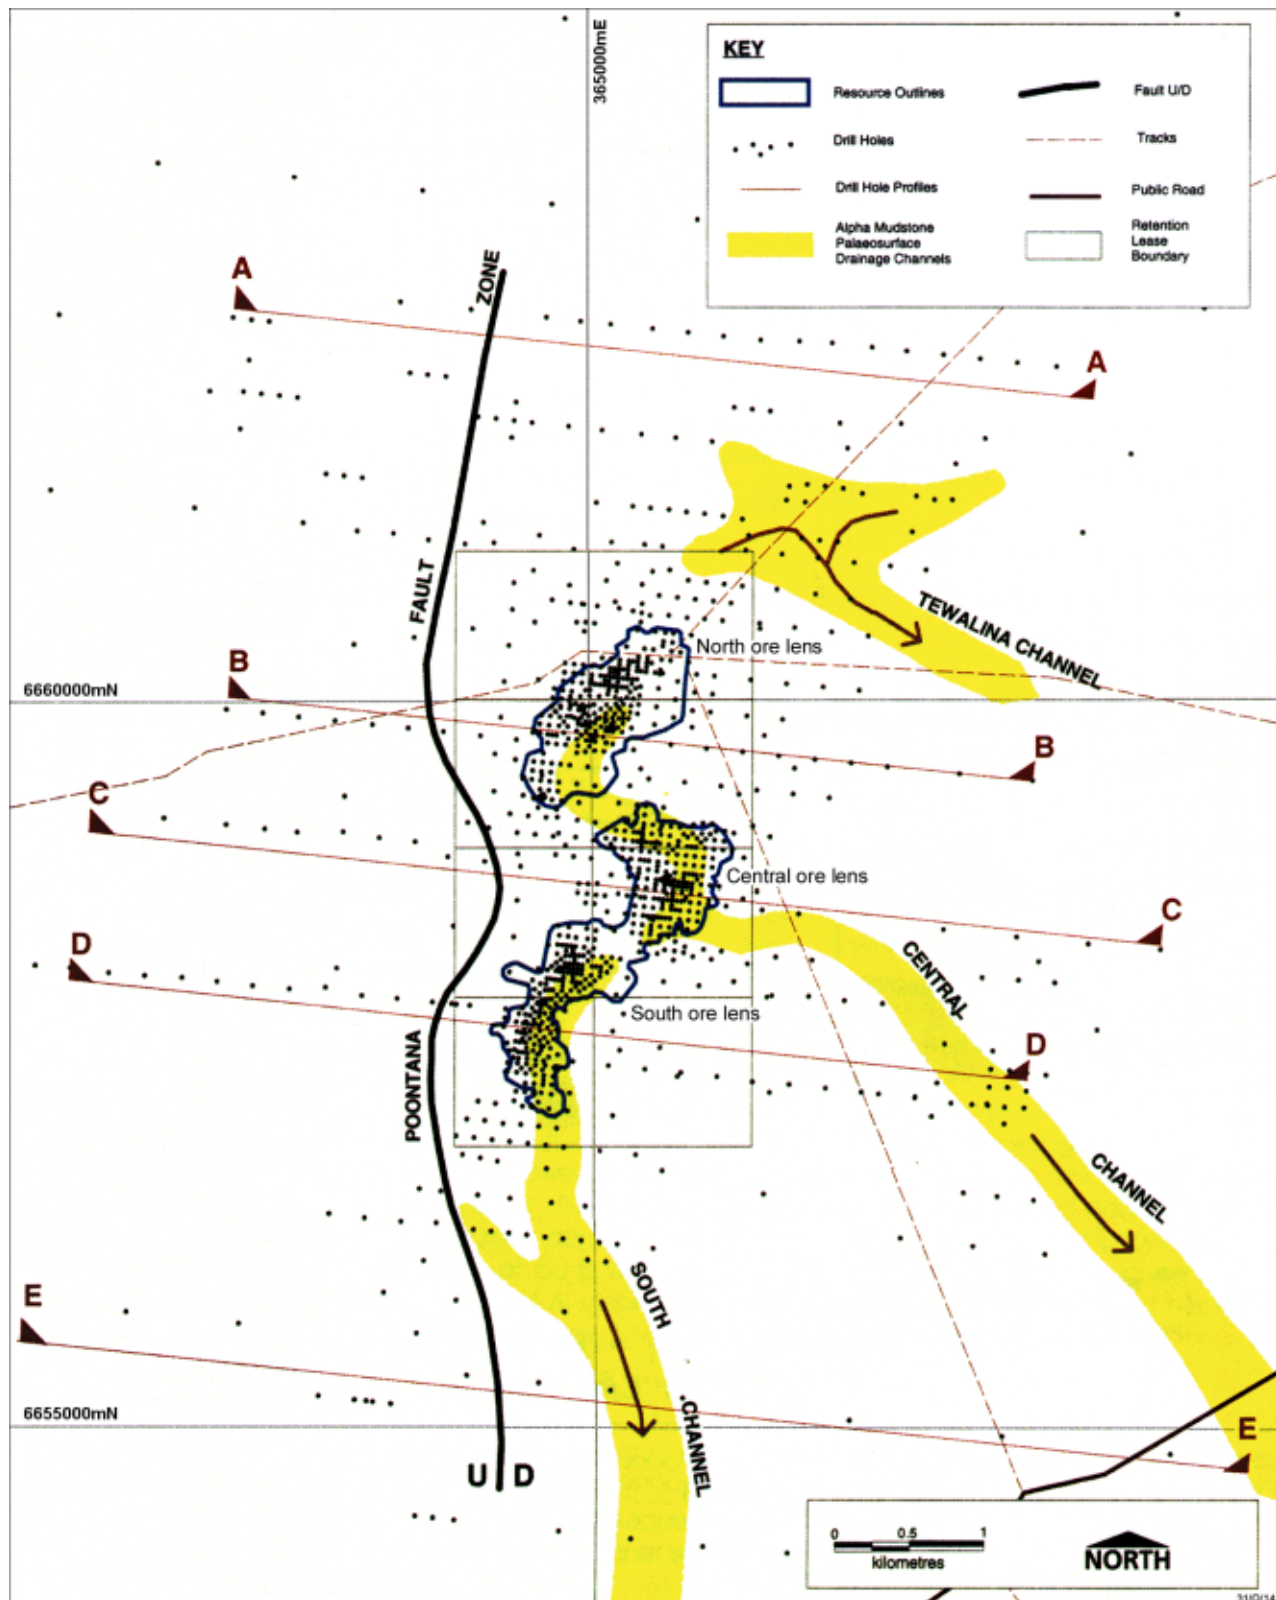 365000mE
KEY
Resource Outlines
Fault U/D
Drill Holes
Tracks
Drill Hole Profiles
Public Road
Alpha Mudstone
Palaeosurface
Drainage Channels
Retention
Lease
Boundary
ZONE
A
A
FAULT
TEWALINA CHANNEL
North ore lens
B
6660000mN
B
C
Central ore lens
C
D
CENTRAL
South ore lens
D
POONTANA
CHANNEL
SOUTH
E
CHANNEL
6655000mN
E
U D
0 0.5 1
kilometres
NORTH